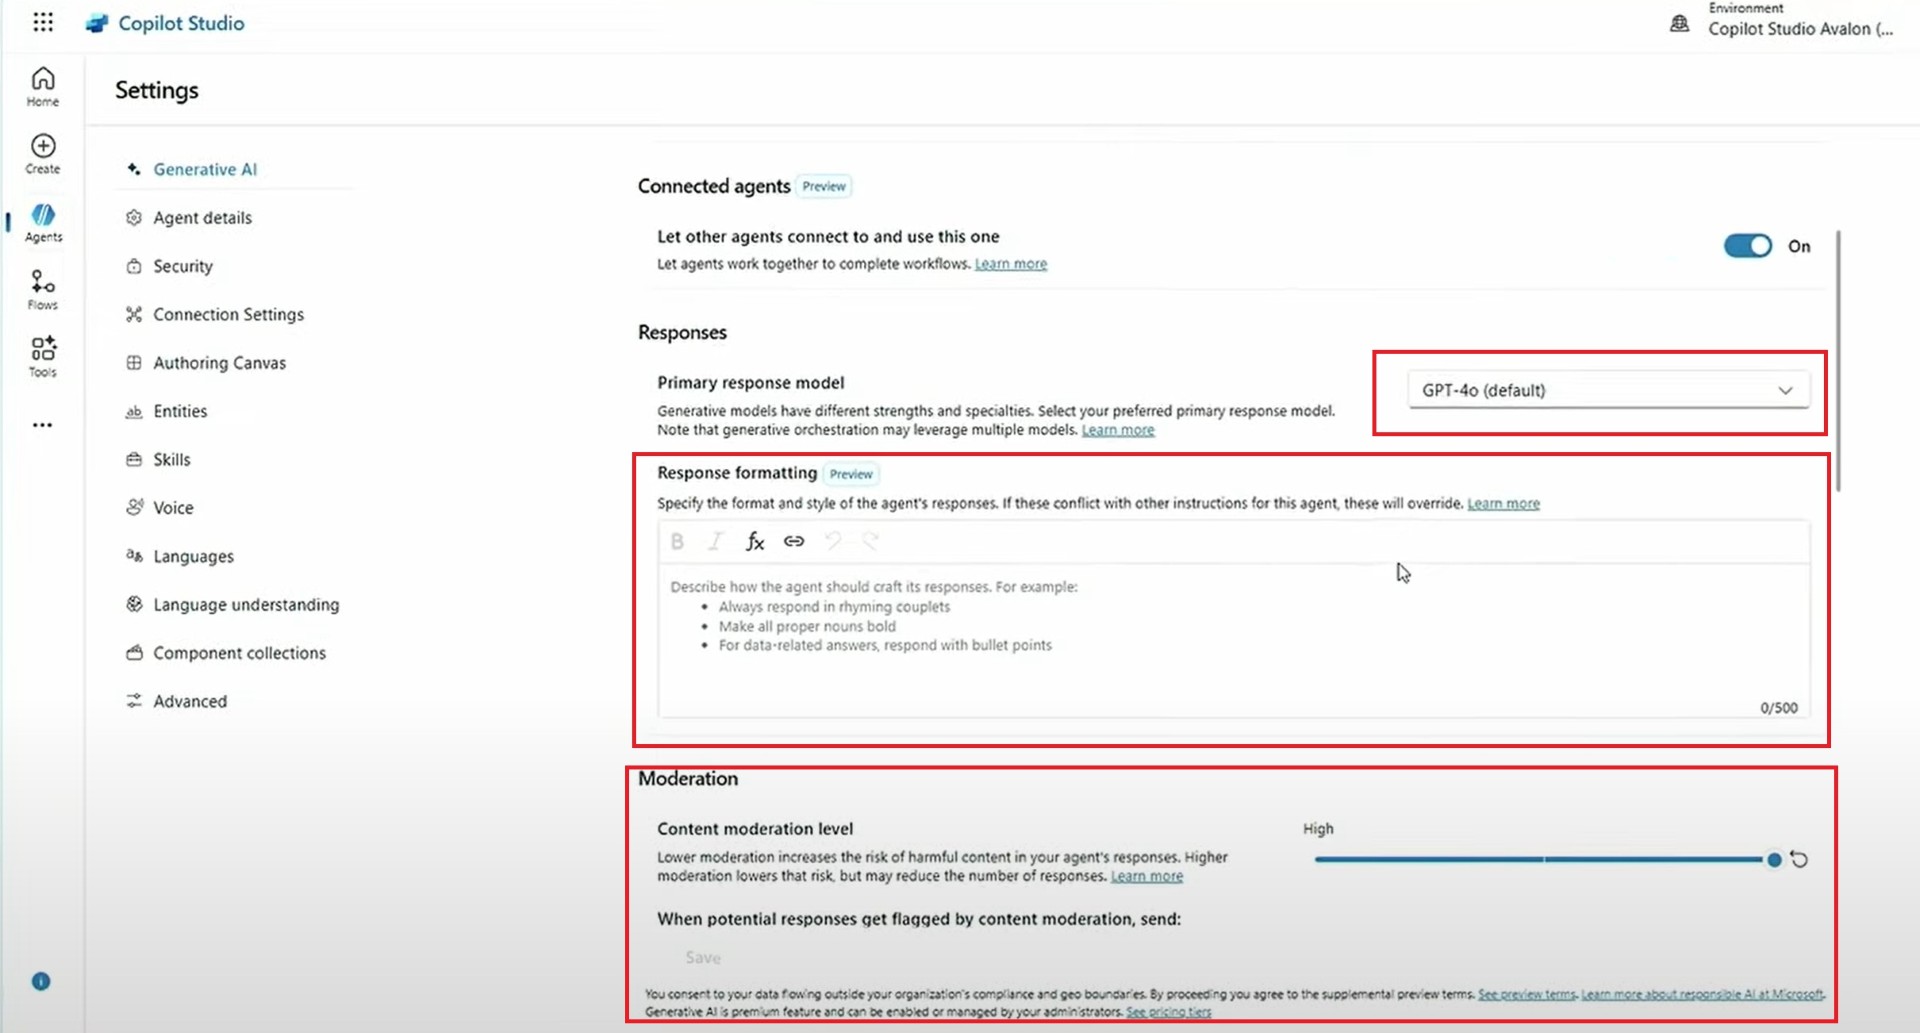 Copilot Studio
Environment
Copilot Studio Avalon (...
Home
Create
Agents
Flows
Tools
Settings
Generative AI
Agent details
Security
Connection Settings
Authoring Canvas
Entities
Skills
Voice
Languages
Language understanding
Component collections
Advanced
Connected agents Preview
Let other agents connect to and use this one
Let agents work together to complete workflows. Learn more
On
Responses
Primary response model
Generative models have different strengths and specialties. Select your preferred primary response model.
Note that generative orchestration may leverage multiple models. Learn more
GPT-4o (default)
Response formatting Preview
Specify the format and style of the agent's responses. If these conflict with other instructions for this agent, these will override. Learn more
B I fx
Describe how the agent should craft its responses. For example:
• Always respond in rhyming couplets
• Make all proper nouns bold
• For data-related answers, respond with bullet points
0/500
Moderation
Content moderation level
High
Lower moderation increases the risk of harmful content in your agent's responses. Higher
moderation lowers that risk, but may reduce the number of responses. Learn more
When potential responses get flagged by content moderation, send:
Save
You consent to your data flowing outside your organization's compliance and geo boundaries. By proceeding you agree to the supplemental preview terms. See preview terms. Learn more about responsible AI at Microsoft.
Generative AI is premium feature and can be enabled or managed by your administrators. See pricing tiers